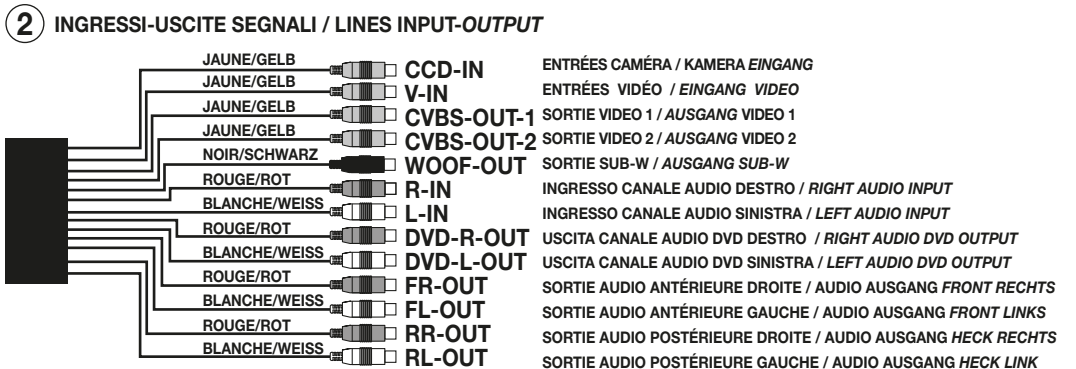 2 INGRESSI-USCITE SEGNALI / LINES INPUT-OUTPUT
JAUNE/GELB CCD-IN ENTRÉES CAMÉRA / KAMERA EINGANG
JAUNE/GELB V-IN ENTRÉES VIDÉO / EINGANG VIDEO
JAUNE/GELB CVBS-OUT-1 SORTIE VIDEO 1 / AUSGANG VIDEO 1
JAUNE/GELB CVBS-OUT-2 SORTIE VIDEO 2 / AUSGANG VIDEO 2
NOIR/SCHWARZ WOOF-OUT SORTIE SUB-W / AUSGANG SUB-W
ROUGE/ROT R-IN INGRESSO CANALE AUDIO DESTRO / RIGHT AUDIO INPUT
BLANCHE/WEISS L-IN INGRESSO CANALE AUDIO SINISTRA / LEFT AUDIO INPUT
ROUGE/ROT DVD-R-OUT USCITA CANALE AUDIO DVD DESTRO / RIGHT AUDIO DVD OUTPUT
BLANCHE/WEISS DVD-L-OUT USCITA CANALE AUDIO DVD SINISTRA / LEFT AUDIO DVD OUTPUT
ROUGE/ROT FR-OUT SORTIE AUDIO ANTÉRIEURE DROITE / AUDIO AUSGANG FRONT RECHTS
BLANCHE/WEISS FL-OUT SORTIE AUDIO ANTÉRIEURE GAUCHE / AUDIO AUSGANG FRONT LINKS
ROUGE/ROT RR-OUT SORTIE AUDIO POSTÉRIEURE DROITE / AUDIO AUSGANG HECK RECHTS
BLANCHE/WEISS RL-OUT SORTIE AUDIO POSTÉRIEURE GAUCHE / AUDIO AUSGANG HECK LINK